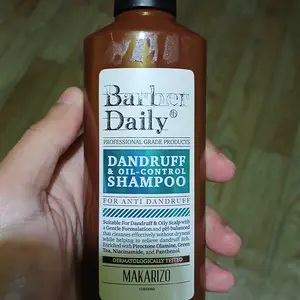 Barber
Daily®
PROFESSIONAL GRADE PRODUCTS
DANDRUFF
& OIL-CONTROL
SHAMPOO
FOR ANTI DANDRUFF
Suitable For Dandruff & Oily Scalp with
a Gentle Formulation and pH-balanced
that cleanses effectively without dryness
while helping to relieve dandruff itch.
Enriched with Piroctone Olamine, Green
Tea, Niacinamide, and Panthenol.
DERMATOLOGICALLY TESTED
MAKARIZO